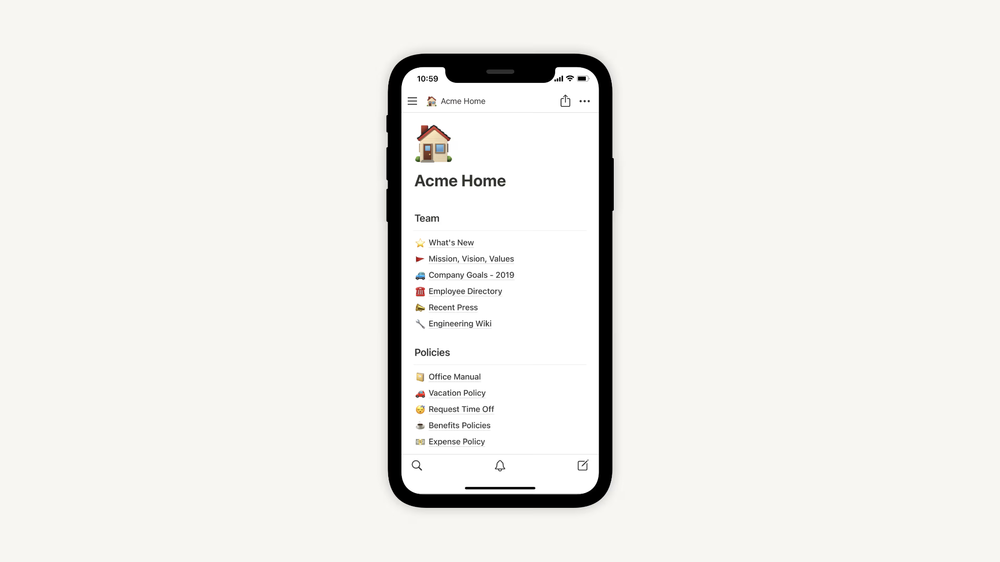 10:59
Acme Home
Acme Home
Team
What's New
Mission, Vision, Values
Company Goals - 2019
Employee Directory
Recent Press
Engineering Wiki
Policies
Office Manual
Vacation Policy
Request Time Off
Benefits Policies
Expense Policy